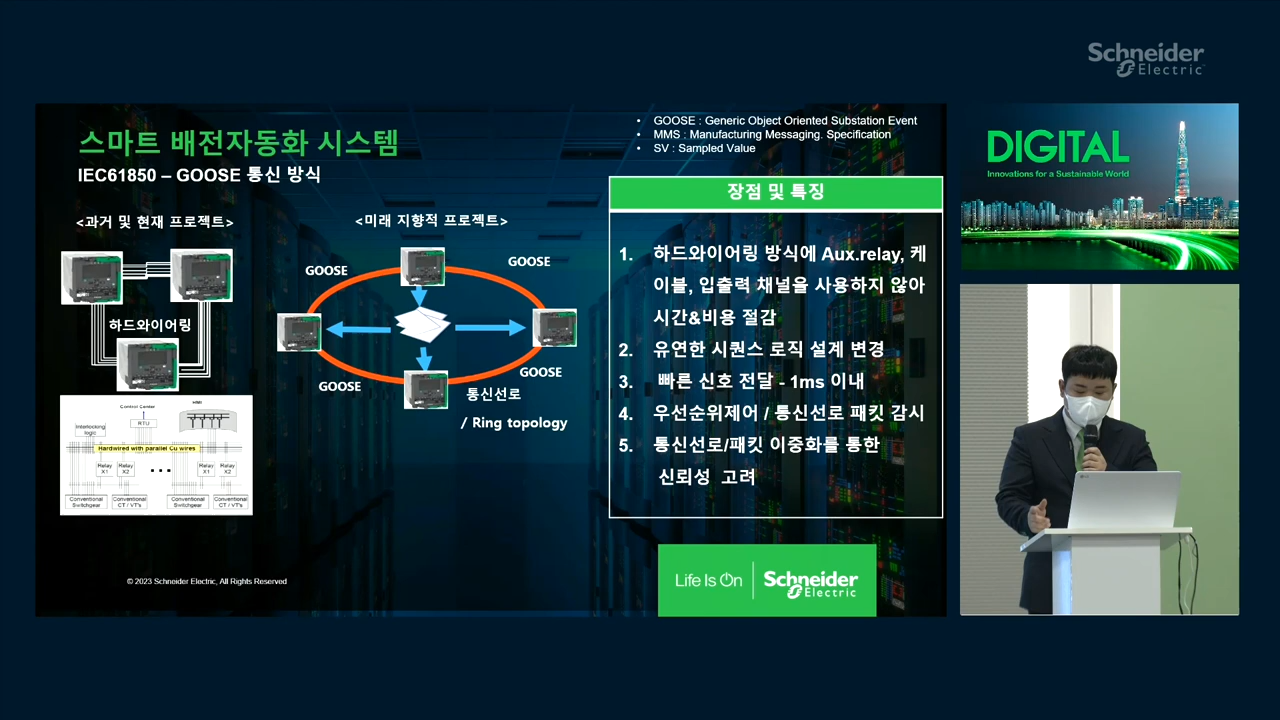 Schneider
Electric
스마트 배전자동화 시스템
IEC61850 – GOOSE 통신 방식
• GOOSE : Generic Object Oriented Substation Event
• MMS : Manufacturing Messaging. Specification
• SV : Sampled Value
<과거 및 현재 프로젝트>
하드와이어링
Control Center
HMI
RTU
Interlocking
logic
Hardwired with parallel Cu wires
Relay
X1
Relay
X2
Relay
X1
Relay
X2
Conventional
Switchgear
Conventional
CT / VT's
Conventional
Switchgear
Conventional
CT / VT's
<미래 지향적 프로젝트>
GOOSE
GOOSE
GOOSE
GOOSE
통신선로
/ Ring topology
장점 및 특징
1. 하드와이어링 방식에 Aux.relay, 케
이블, 입출력 채널을 사용하지 않아
시간&비용 절감
2. 유연한 시퀀스 로직 설계 변경
3. 빠른 신호 전달 - 1ms 이내
4. 우선순위제어 / 통신선로 패킷 감시
5. 통신선로/패킷 이중화를 통한
신뢰성 고려
© 2023 Schneider Electric, All Rights Reserved
Life Is On
Schneider
Electric
DIGITAL
Innovations for a Sustainable World
LG